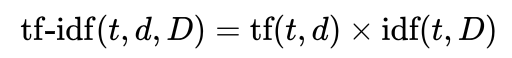 tf-idf(t, d, D) = tf(t, d) × idf(t, D)